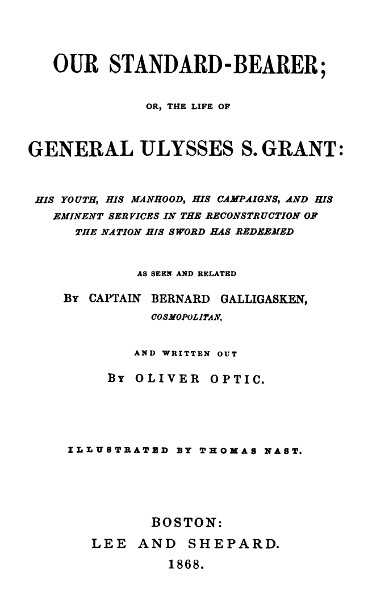 OUR STANDARD-BEARER;
OR, THE LIFE OF
GENERAL ULYSSES S. GRANT:
HIS YOUTH, HIS MANHOOD, HIS CAMPAIGNS, AND HIS
EMINENT SERVICES IN THE RECONSTRUCTION OF
THE NATION HIS SWORD HAS REDEEMED
AS SEEN AND RELATED
BY CAPTAIN BERNARD GALLIGASKEN,
COSMOPOLITAN,
AND WRITTEN OUT
BY OLIVER OPTIC.
ILLUSTRATED BY THOMAS NAST.
BOSTON:
LEE AND SHEPARD.
1868.